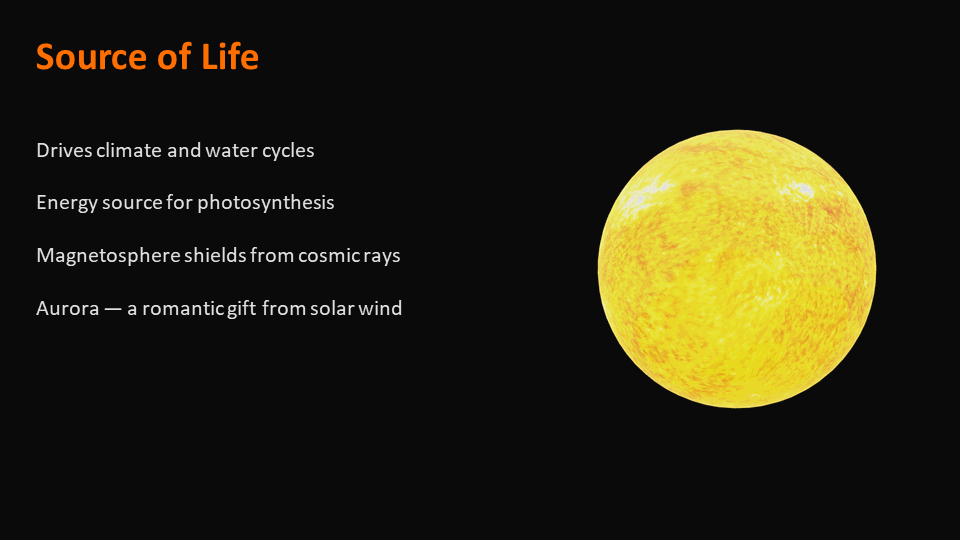 Source of Life
Drives climate and water cycles
Energy source for photosynthesis
Magnetosphere shields from cosmic rays
Aurora — a romantic gift from solar wind